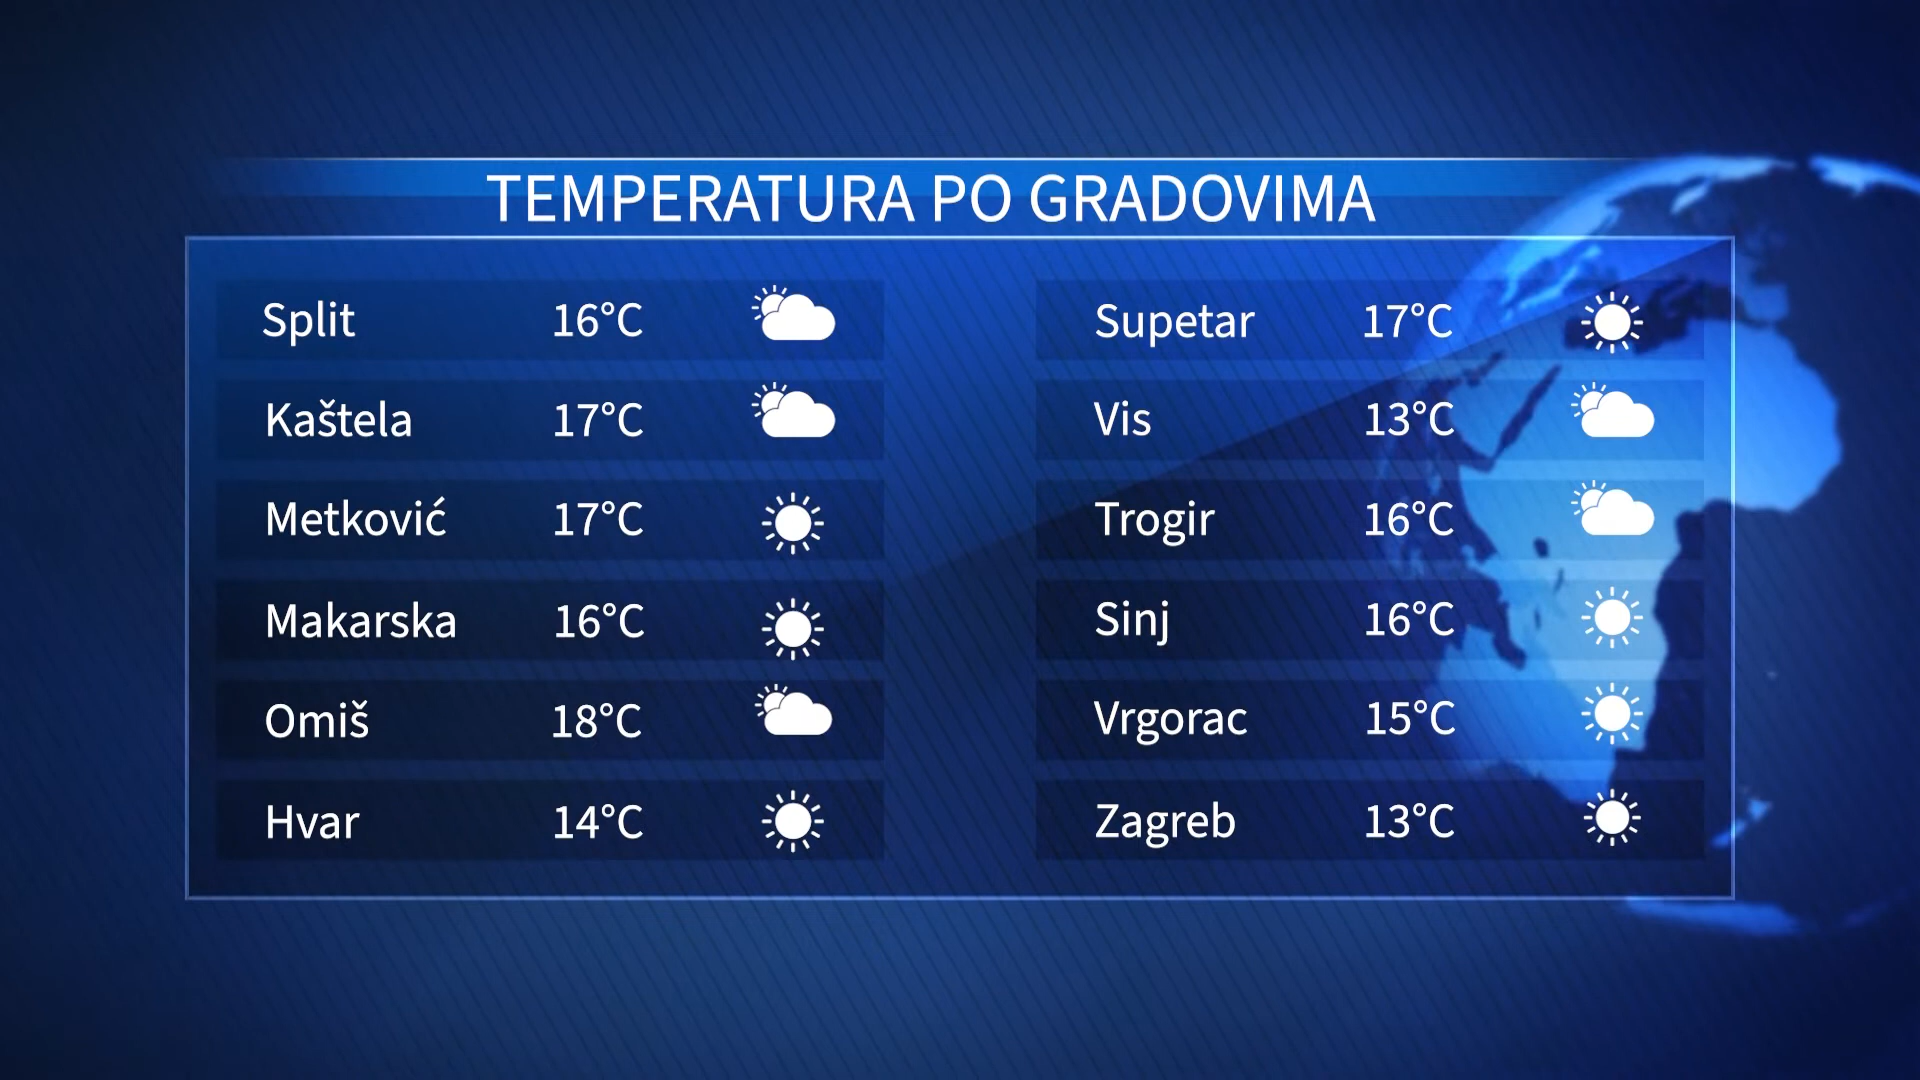 TEMPERATURA PO GRADOVIMA
Split 16°C
Kaštela 17°C
Metković 17°C
Makarska 16°C
Omiš 18°C
Hvar 14°C
Supetar 17°C
Vis 13°C
Trogir 16°C
Sinj 16°C
Vrgorac 15°C
Zagreb 13°C